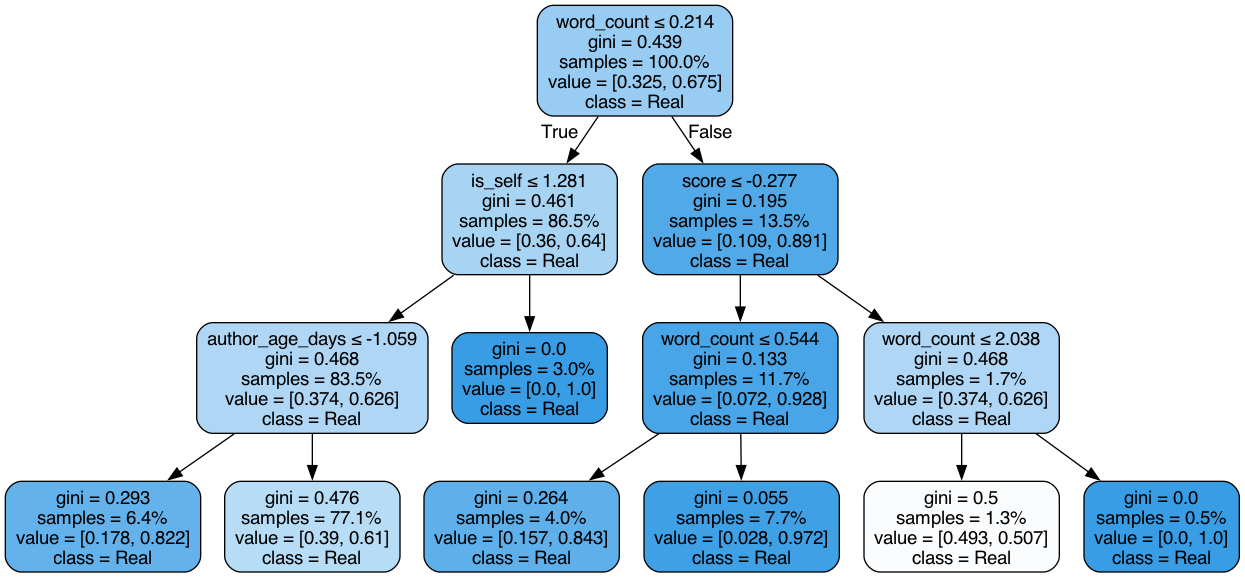 word_count ≤ 0.214
gini = 0.439
samples = 100.0%
value = [0.325, 0.675]
class = Real
True
False
is_self ≤ 1.281
gini = 0.461
samples = 86.5%
value = [0.36, 0.64]
class = Real
score ≤ -0.277
gini = 0.195
samples = 13.5%
value = [0.109, 0.891]
class = Real
author_age_days ≤ -1.059
gini = 0.468
samples = 83.5%
value = [0.374, 0.626]
class = Real
gini = 0.0
samples = 3.0%
value = [0.0, 1.0]
class = Real
word_count ≤ 0.544
gini = 0.133
samples = 11.7%
value = [0.072, 0.928]
class = Real
word_count ≤ 2.038
gini = 0.468
samples = 1.7%
value = [0.374, 0.626]
class = Real
gini = 0.293
samples = 6.4%
value = [0.178, 0.822]
class = Real
gini = 0.476
samples = 77.1%
value = [0.39, 0.61]
class = Real
gini = 0.264
samples = 4.0%
value = [0.157, 0.843]
class = Real
gini = 0.055
samples = 7.7%
value = [0.028, 0.972]
class = Real
gini = 0.5
samples = 1.3%
value = [0.493, 0.507]
class = Real
gini = 0.0
samples = 0.5%
value = [0.0, 1.0]
class = Real